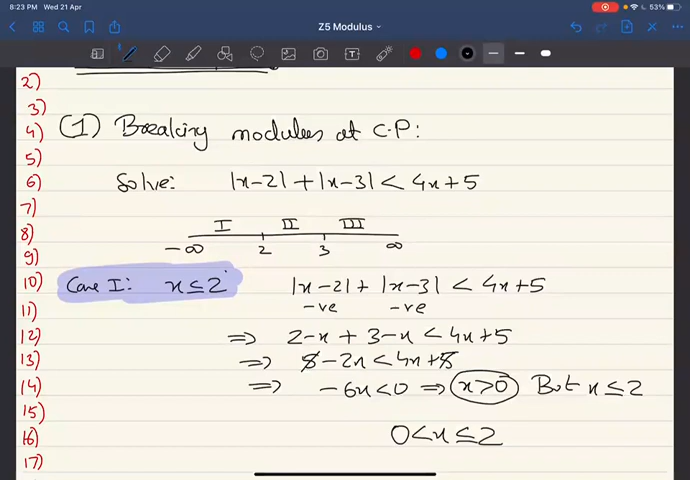 8:23 PM Wed 21 Apr 53%
Z5 Modulus
2)
3)
4) (1) Breaking modulus at C.P:
5)
6) Solve: |x-2| + |x-3| < 4x+5
7)
8) I II III
9) -∞ 2 3 ∞
10) Case I: x ≤ 2 |x-2| + |x-3| < 4x+5
11) -ve -ve
12) ⇒ 2-x + 3-x < 4x+5
13) ⇒ 5-2x < 4x+5
14) ⇒ -6x < 0 ⇒ x>0 But x ≤ 2
15)
16) 0 < x ≤ 2
17)